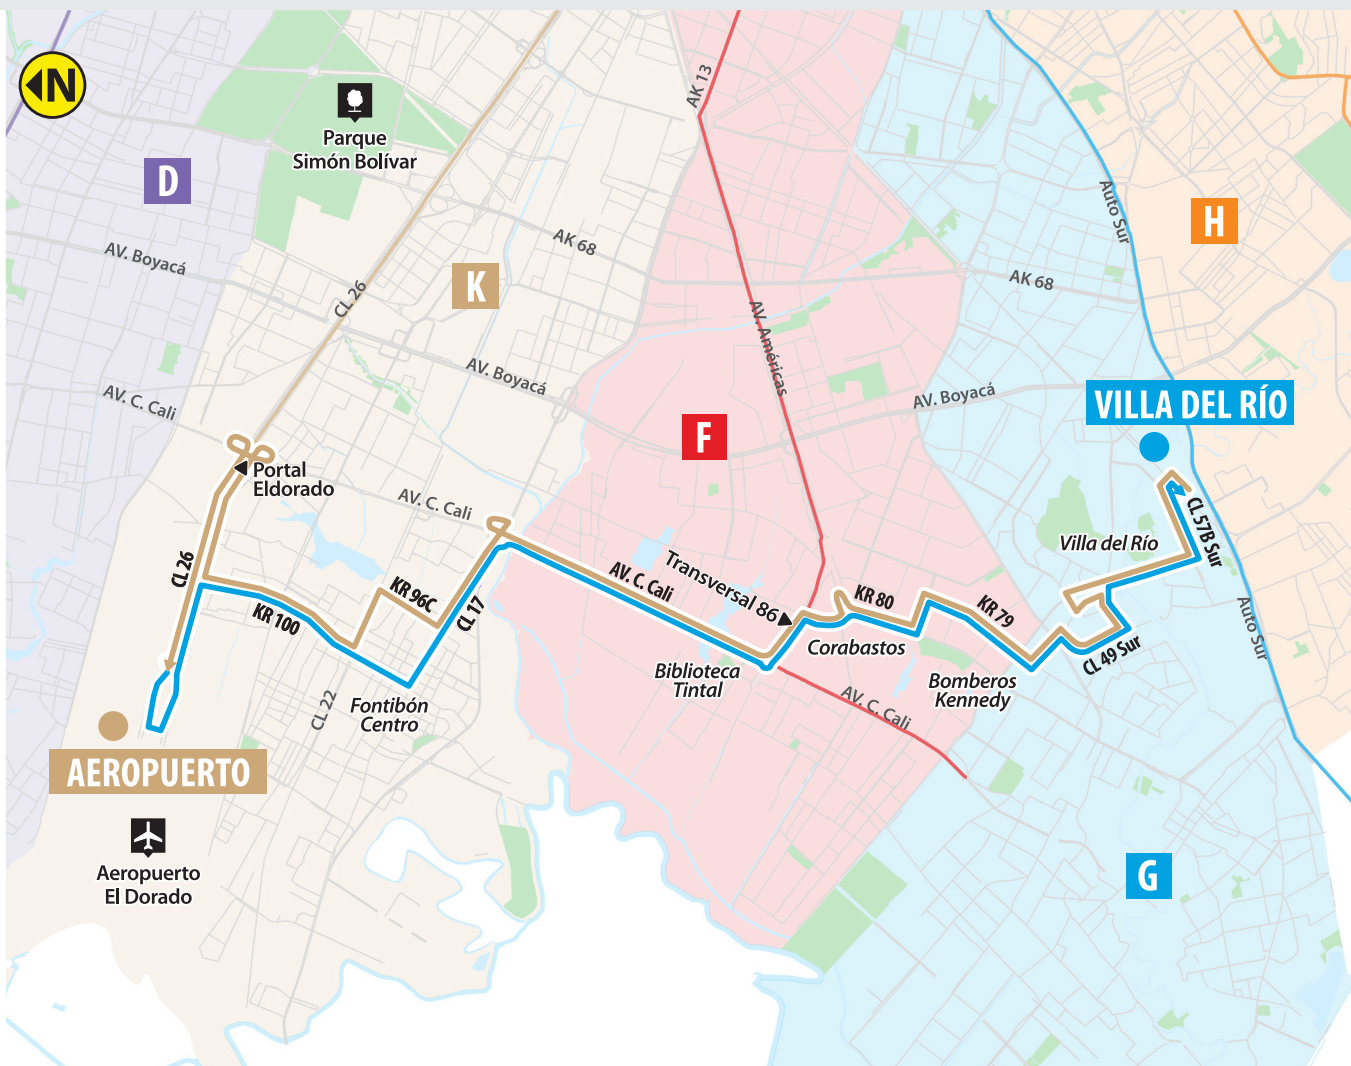 N
Parque
Simón Bolívar
D
AK 13
Auto Sur
H
AV. Boyacá
AK 68
K
CL 26
AK 68
AV. Américas
AV. Boyacá
AV. Boyacá
AV. C. Cali
VILLA DEL RÍO
F
Portal
Eldorado
AV. C. Cali
CL 57B Sur
Villa del Río
CL 26
KR 96C
AV. C. Cali
Transversal 86
KR 80
KR 79
KR 100
CL 17
Auto Sur
Corabastos
CL 49 Sur
Biblioteca
Tintal
Bomberos
Kennedy
CL 22
Fontibón
Centro
AV. C. Cali
AEROPUERTO
Aeropuerto
El Dorado
G